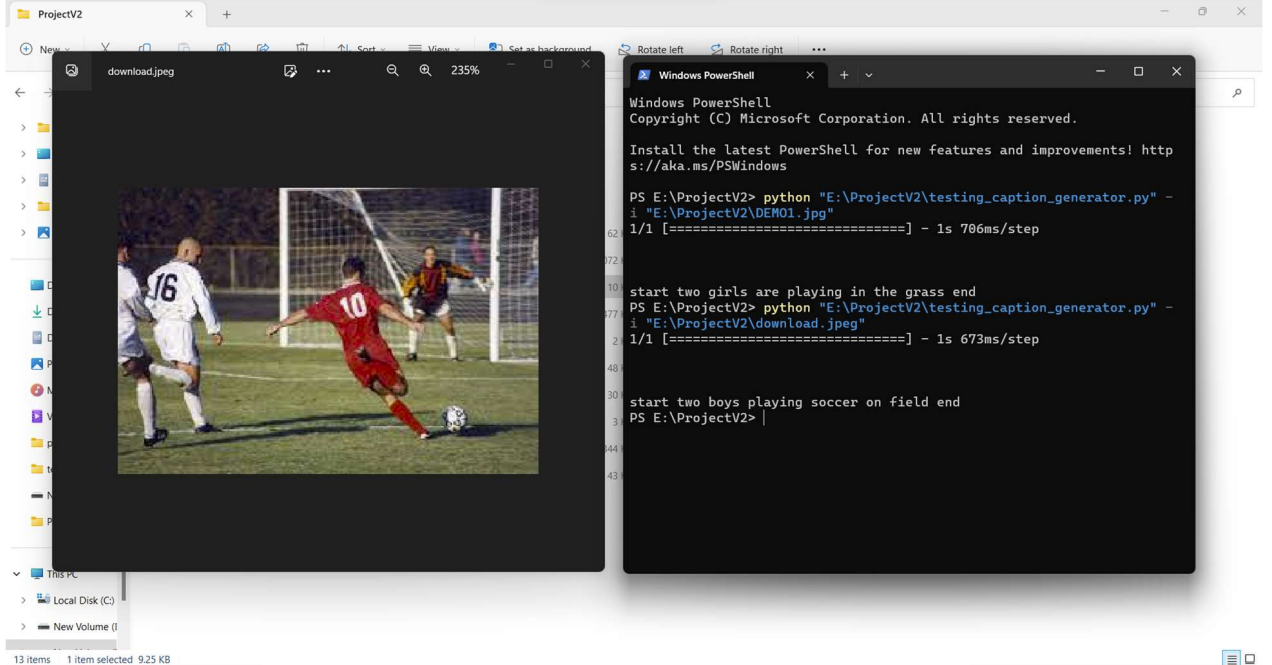 ProjectV2
New
Sort
View
Set as background
Rotate left
Rotate right
download.jpeg
235%
16
10
This PC
Local Disk (C:)
New Volume
13 items
1 item selected 9.25 KB
Windows PowerShell
Windows PowerShell
Copyright (C) Microsoft Corporation. All rights reserved.
Install the latest PowerShell for new features and improvements! http
s://aka.ms/PSWindows
PS E:\ProjectV2> python "E:\ProjectV2\testing_caption_generator.py" -
i "E:\ProjectV2\DEMO1.jpg"
1/1 [==============================] - 1s 706ms/step
start two girls are playing in the grass end
PS E:\ProjectV2> python "E:\ProjectV2\testing_caption_generator.py" -
i "E:\ProjectV2\download.jpeg"
1/1 [==============================] - 1s 673ms/step
start two boys playing soccer on field end
PS E:\ProjectV2>